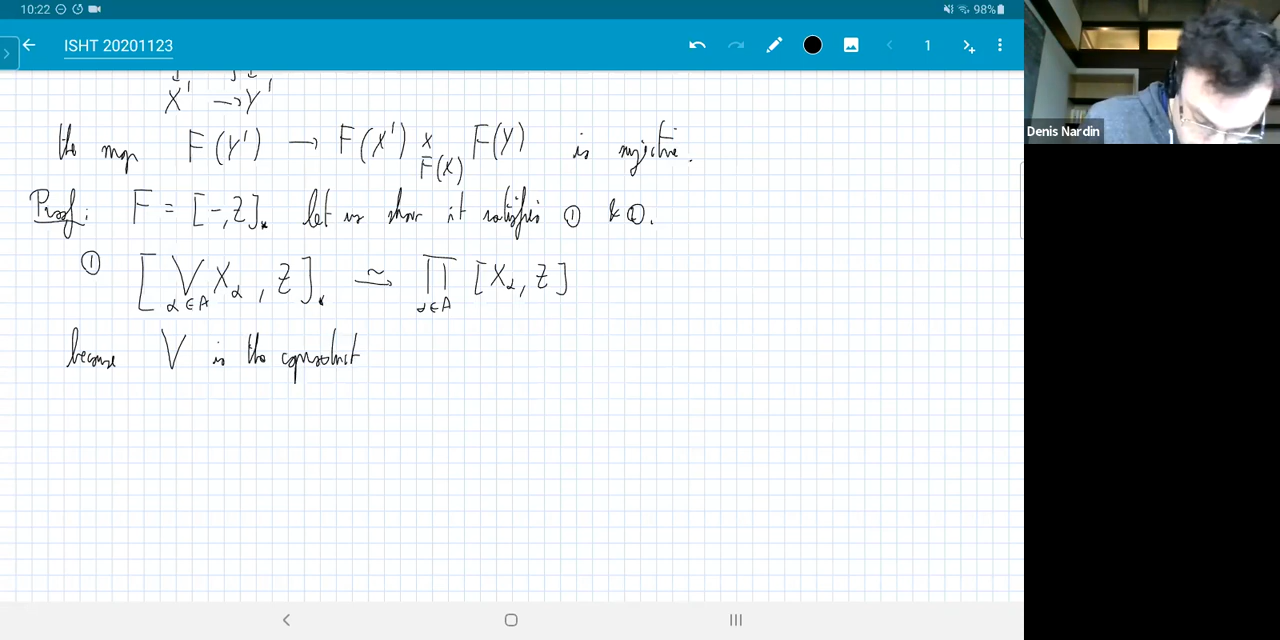 10:22
98%
ISHT 20201123
1
X' → Y'
the map F(Y') → F(X') ×_{F(X)} F(Y) is surjective.
Proof: F = [-, Z]_* let us show it satisfies ① & ②.
① [ ⋁_{α∈A} X_α , Z ]_* ≃ ∏_{α∈A} [X_α, Z]
because ⋁ is the coproduct
Denis Nardin